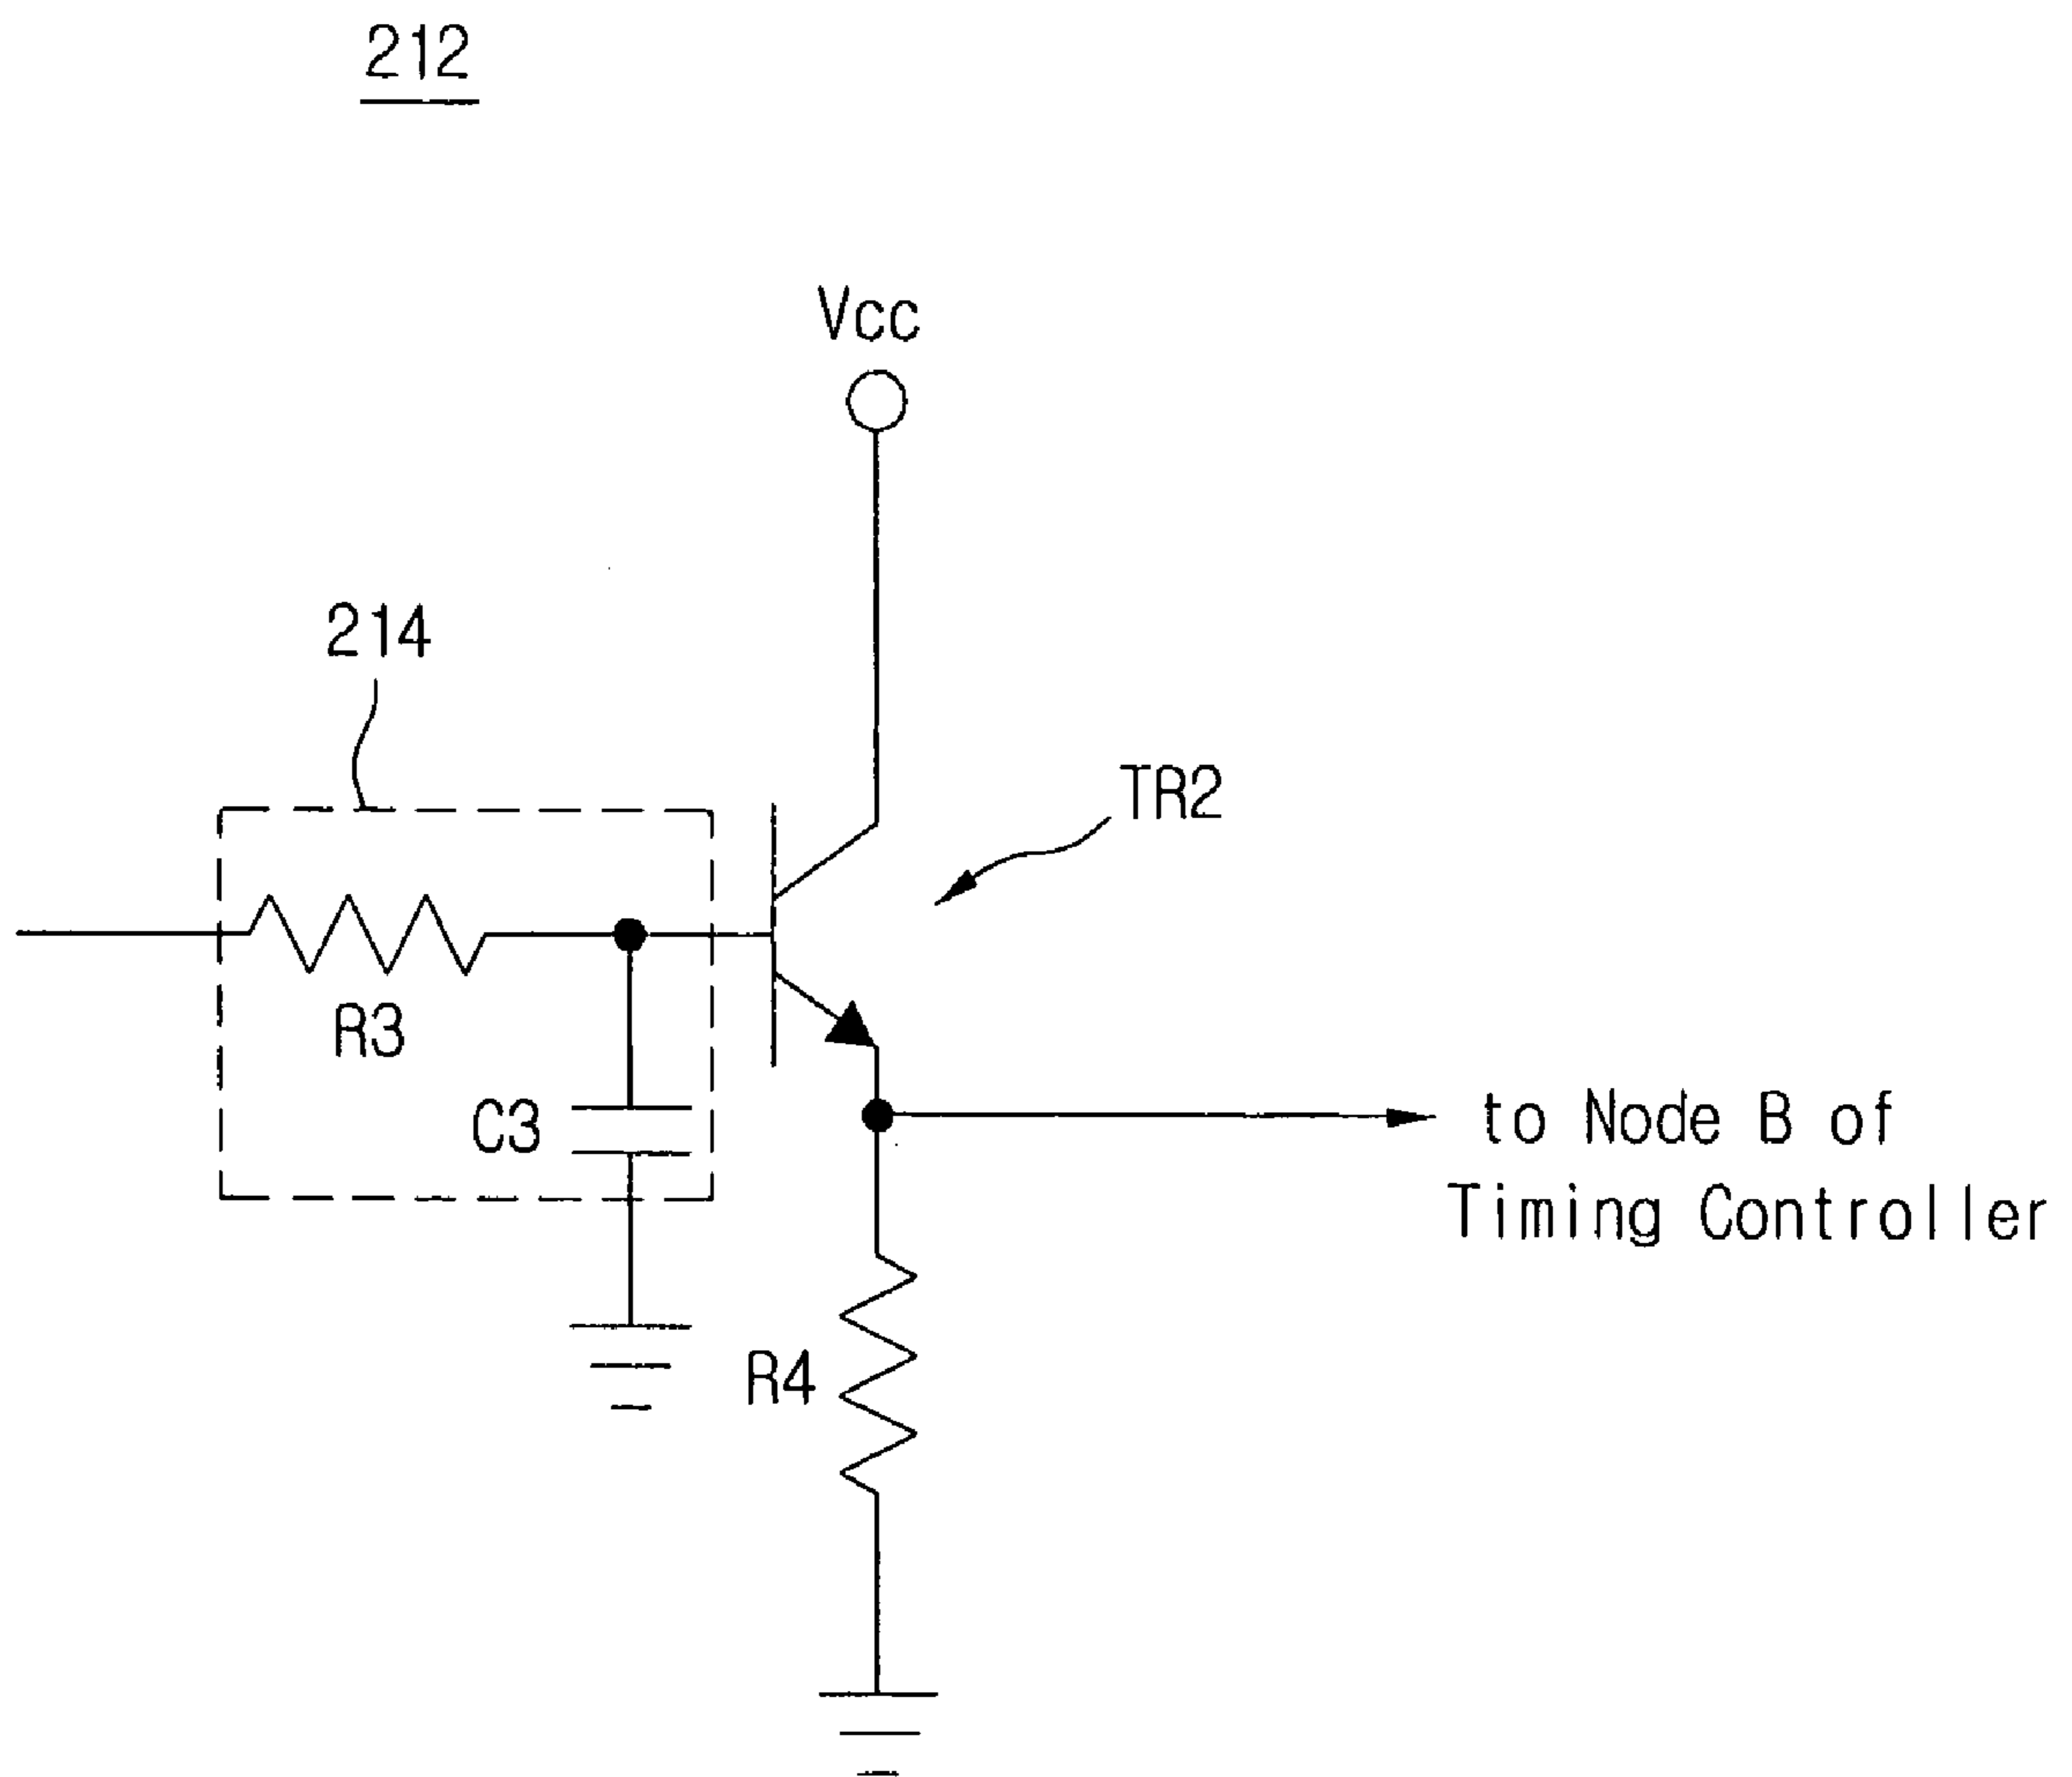 212
Vcc
214
TR2
R3
C3
to Node B of
Timing Controller
R4